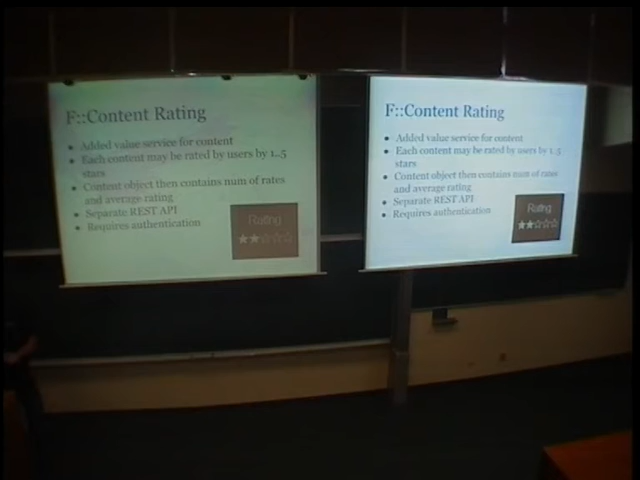 F::Content Rating
Added value service for content
Each content may be rated by users by 1..5
stars
Content object then contains num of rates
and average rating
Separate REST API
Requires authentication
Rating
F::Content Rating
Added value service for content
Each content may be rated by users by 1..5
stars
Content object then contains num of rates
and average rating
Separate REST API
Requires authentication
Rating